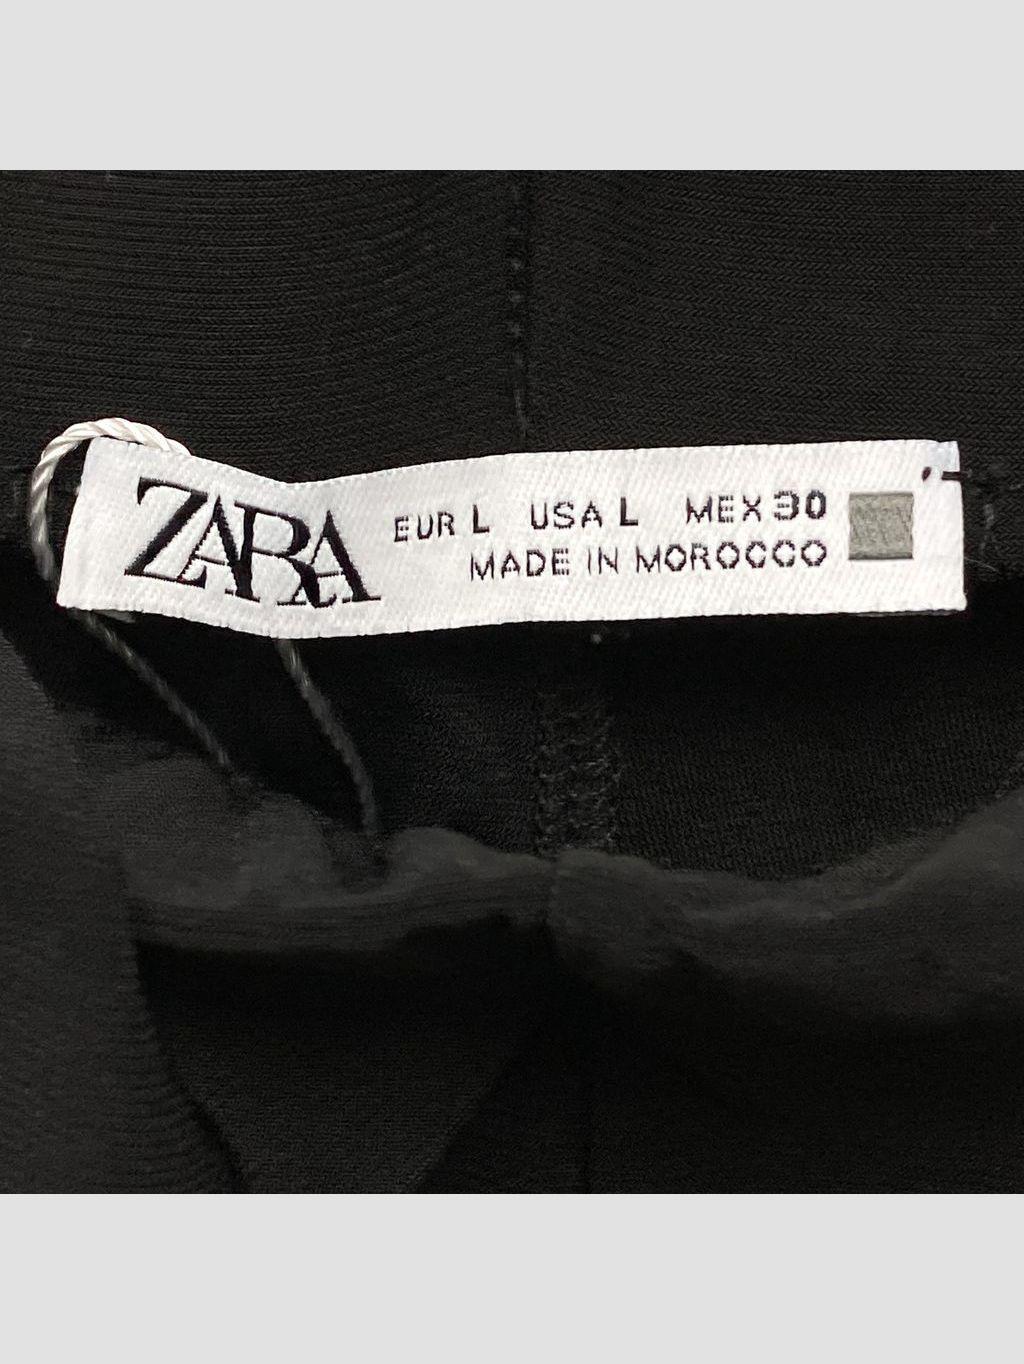 ZARA
EUR L USA L MEX 30
MADE IN MOROCCO